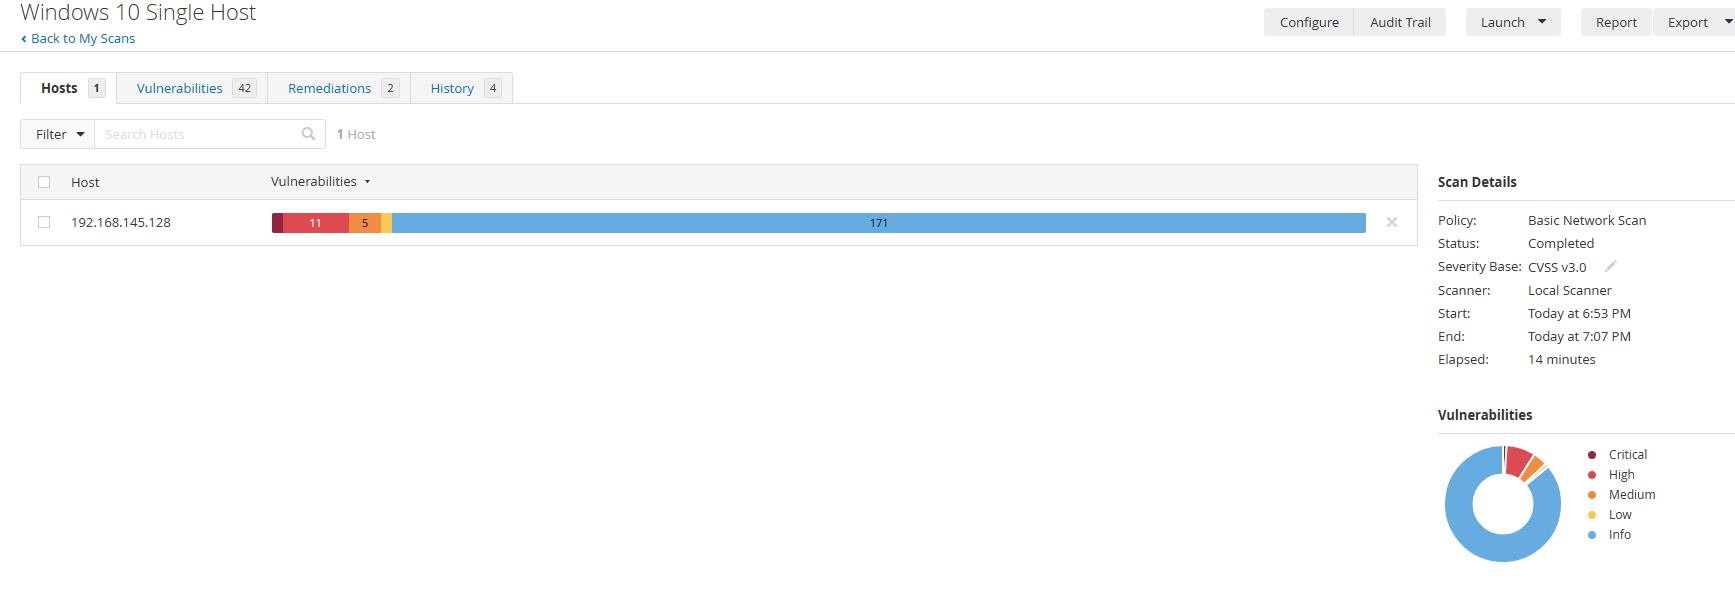 Windows 10 Single Host
‹ Back to My Scans
Configure Audit Trail Launch Report Export
Hosts 1 Vulnerabilities 42 Remediations 2 History 4
Filter Search Hosts 1 Host
Host Vulnerabilities
192.168.145.128 11 5 171
Scan Details
Policy: Basic Network Scan
Status: Completed
Severity Base: CVSS v3.0
Scanner: Local Scanner
Start: Today at 6:53 PM
End: Today at 7:07 PM
Elapsed: 14 minutes
Vulnerabilities
Critical
High
Medium
Low
Info